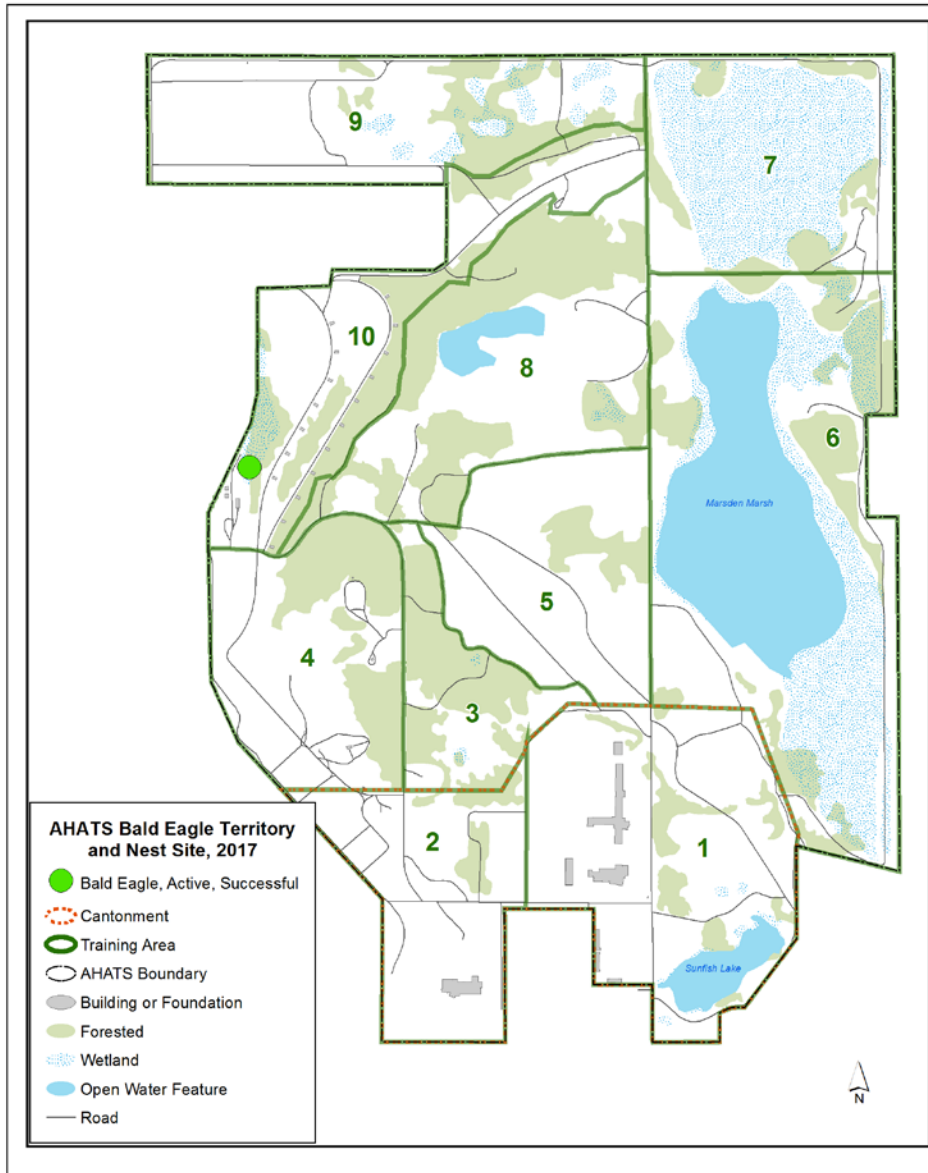 9
7
10
8
6
Marsden Marsh
5
4
3
2
1
Sunfish Lake
AHATS Bald Eagle Territory
and Nest Site, 2017
Bald Eagle, Active, Successful
Cantonment
Training Area
AHATS Boundary
Building or Foundation
Forested
Wetland
Open Water Feature
Road
N